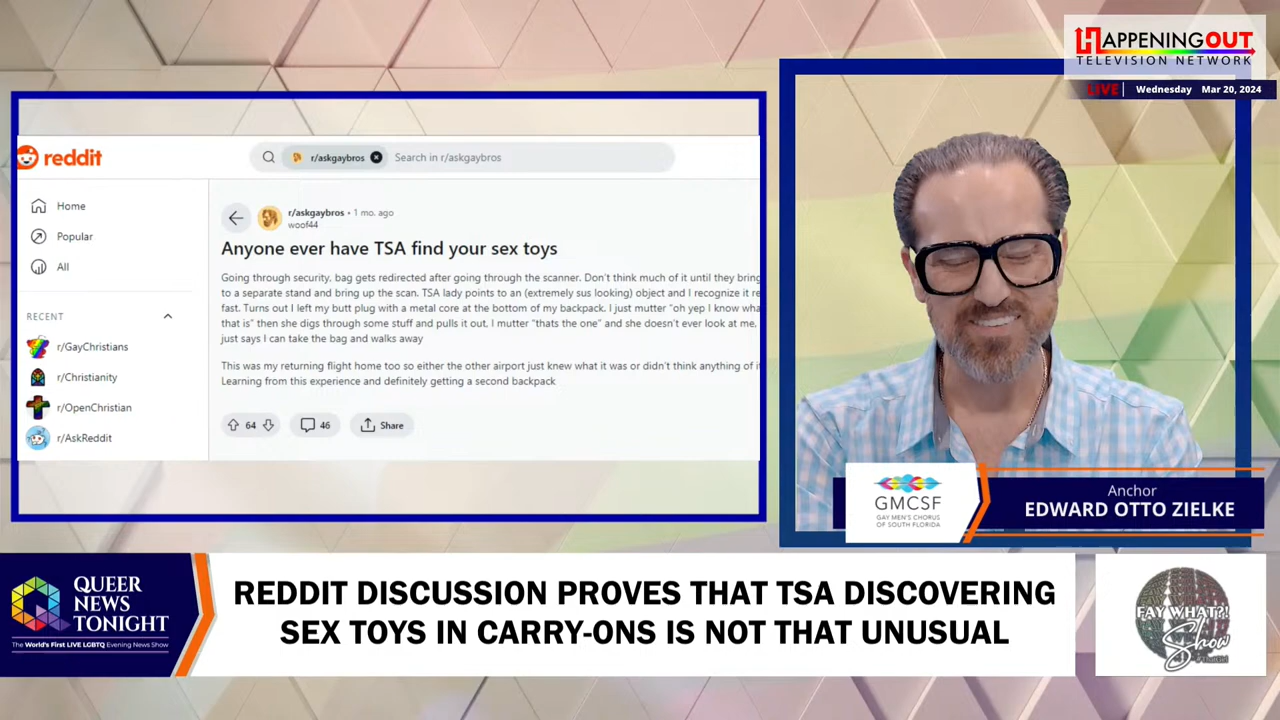 HAPPENINGOUT
TELEVISION NETWORK
LIVE | Wednesday Mar 20, 2024
reddit
r/askgaybros
Search in r/askgaybros
Home
Popular
All
RECENT
r/GayChristians
r/Christianity
r/OpenChristian
r/AskReddit
r/askgaybros • 1 mo. ago
woof44
Anyone ever have TSA find your sex toys
Going through security, bag gets redirected after going through the scanner. Don't think much of it until they bring
to a separate stand and bring up the scan. TSA lady points to an (extremely sus looking) object and I recognize it re
fast. Turns out I left my butt plug with a metal core at the bottom of my backpack. I just mutter "oh yep I know wha
that is" then she digs through some stuff and pulls it out. I mutter "thats the one" and she doesn't ever look at me,
just says I can take the bag and walks away
This was my returning flight home too so either the other airport just knew what it was or didn't think anything of i
Learning from this experience and definitely getting a second backpack
64
46
Share
GMCSF
GAY MEN'S CHORUS
OF SOUTH FLORIDA
Anchor
EDWARD OTTO ZIELKE
QUEER
NEWS
TONIGHT
The World's First LIVE LGBTQ Evening News Show
REDDIT DISCUSSION PROVES THAT TSA DISCOVERING
SEX TOYS IN CARRY-ONS IS NOT THAT UNUSUAL
FAY WHAT?!
Show